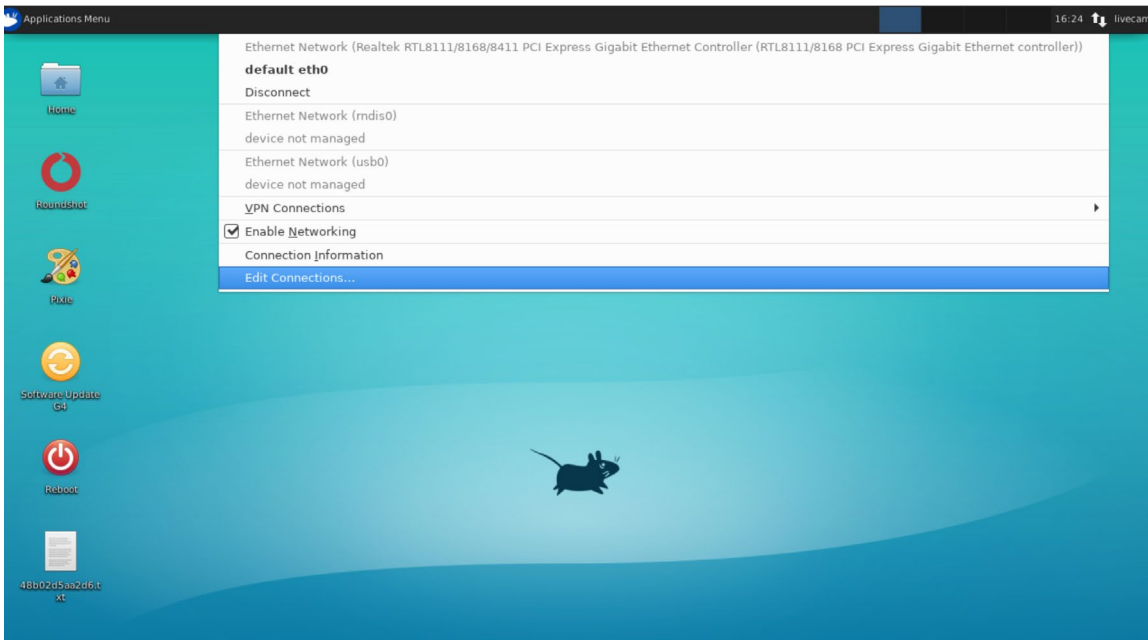 Applications Menu
16:24
livecam
Ethernet Network (Realtek RTL8111/8168/8411 PCI Express Gigabit Ethernet Controller (RTL8111/8168 PCI Express Gigabit Ethernet controller))
default eth0
Disconnect
Ethernet Network (rndis0)
device not managed
Ethernet Network (usb0)
device not managed
VPN Connections
Enable Networking
Connection Information
Edit Connections...
Home
Roundshot
Pixie
Software Update
G4
Reboot
48b02d5aa2d6.t
xt